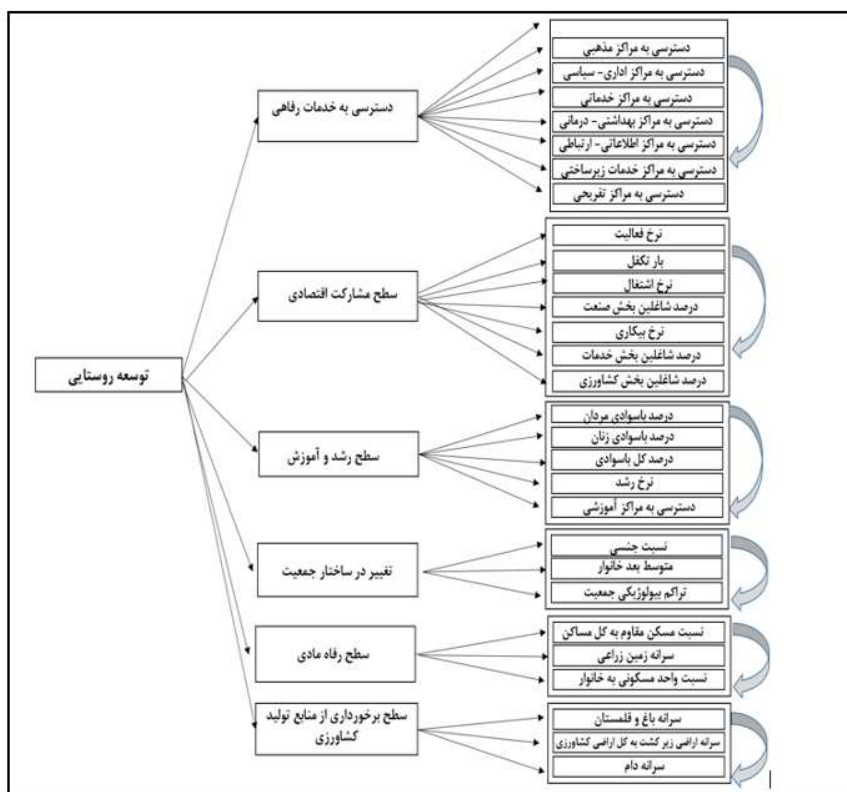 توسعه روستایی
دسترسی به خدمات رفاهی
دسترسی به مراکز مذهبی
دسترسی به مراکز اداری- سیاسی
دسترسی به مراکز خدماتی
دسترسی به مراکز بهداشتی- درمانی
دسترسی به مراکز اطلاعاتی- ارتباطی
دسترسی به مراکز خدمات زیرساختی
دسترسی به مراکز تفریحی
سطح مشارکت اقتصادی
نرخ فعالیت
بار تکفل
نرخ اشتغال
درصد شاغلین بخش صنعت
نرخ بیکاری
درصد شاغلین بخش خدمات
درصد شاغلین بخش کشاورزی
سطح رشد و آموزش
درصد باسوادی مردان
درصد باسوادی زنان
درصد کل باسوادی
نرخ رشد
دسترسی به مراکز آموزشی
تغییر در ساختار جمعیت
نسبت جنسی
متوسط بعد خانوار
تراکم بیولوژیکی جمعیت
سطح رفاه مادی
نسبت مسکن مقاوم به کل مساکن
سرانه زمین زراعی
نسبت واحد مسکونی به خانوار
سطح برخورداری از منابع تولید
کشاورزی
سرانه باغ و قلمستان
سرانه اراضی زیر کشت به کل اراضی کشاورزی
سرانه دام